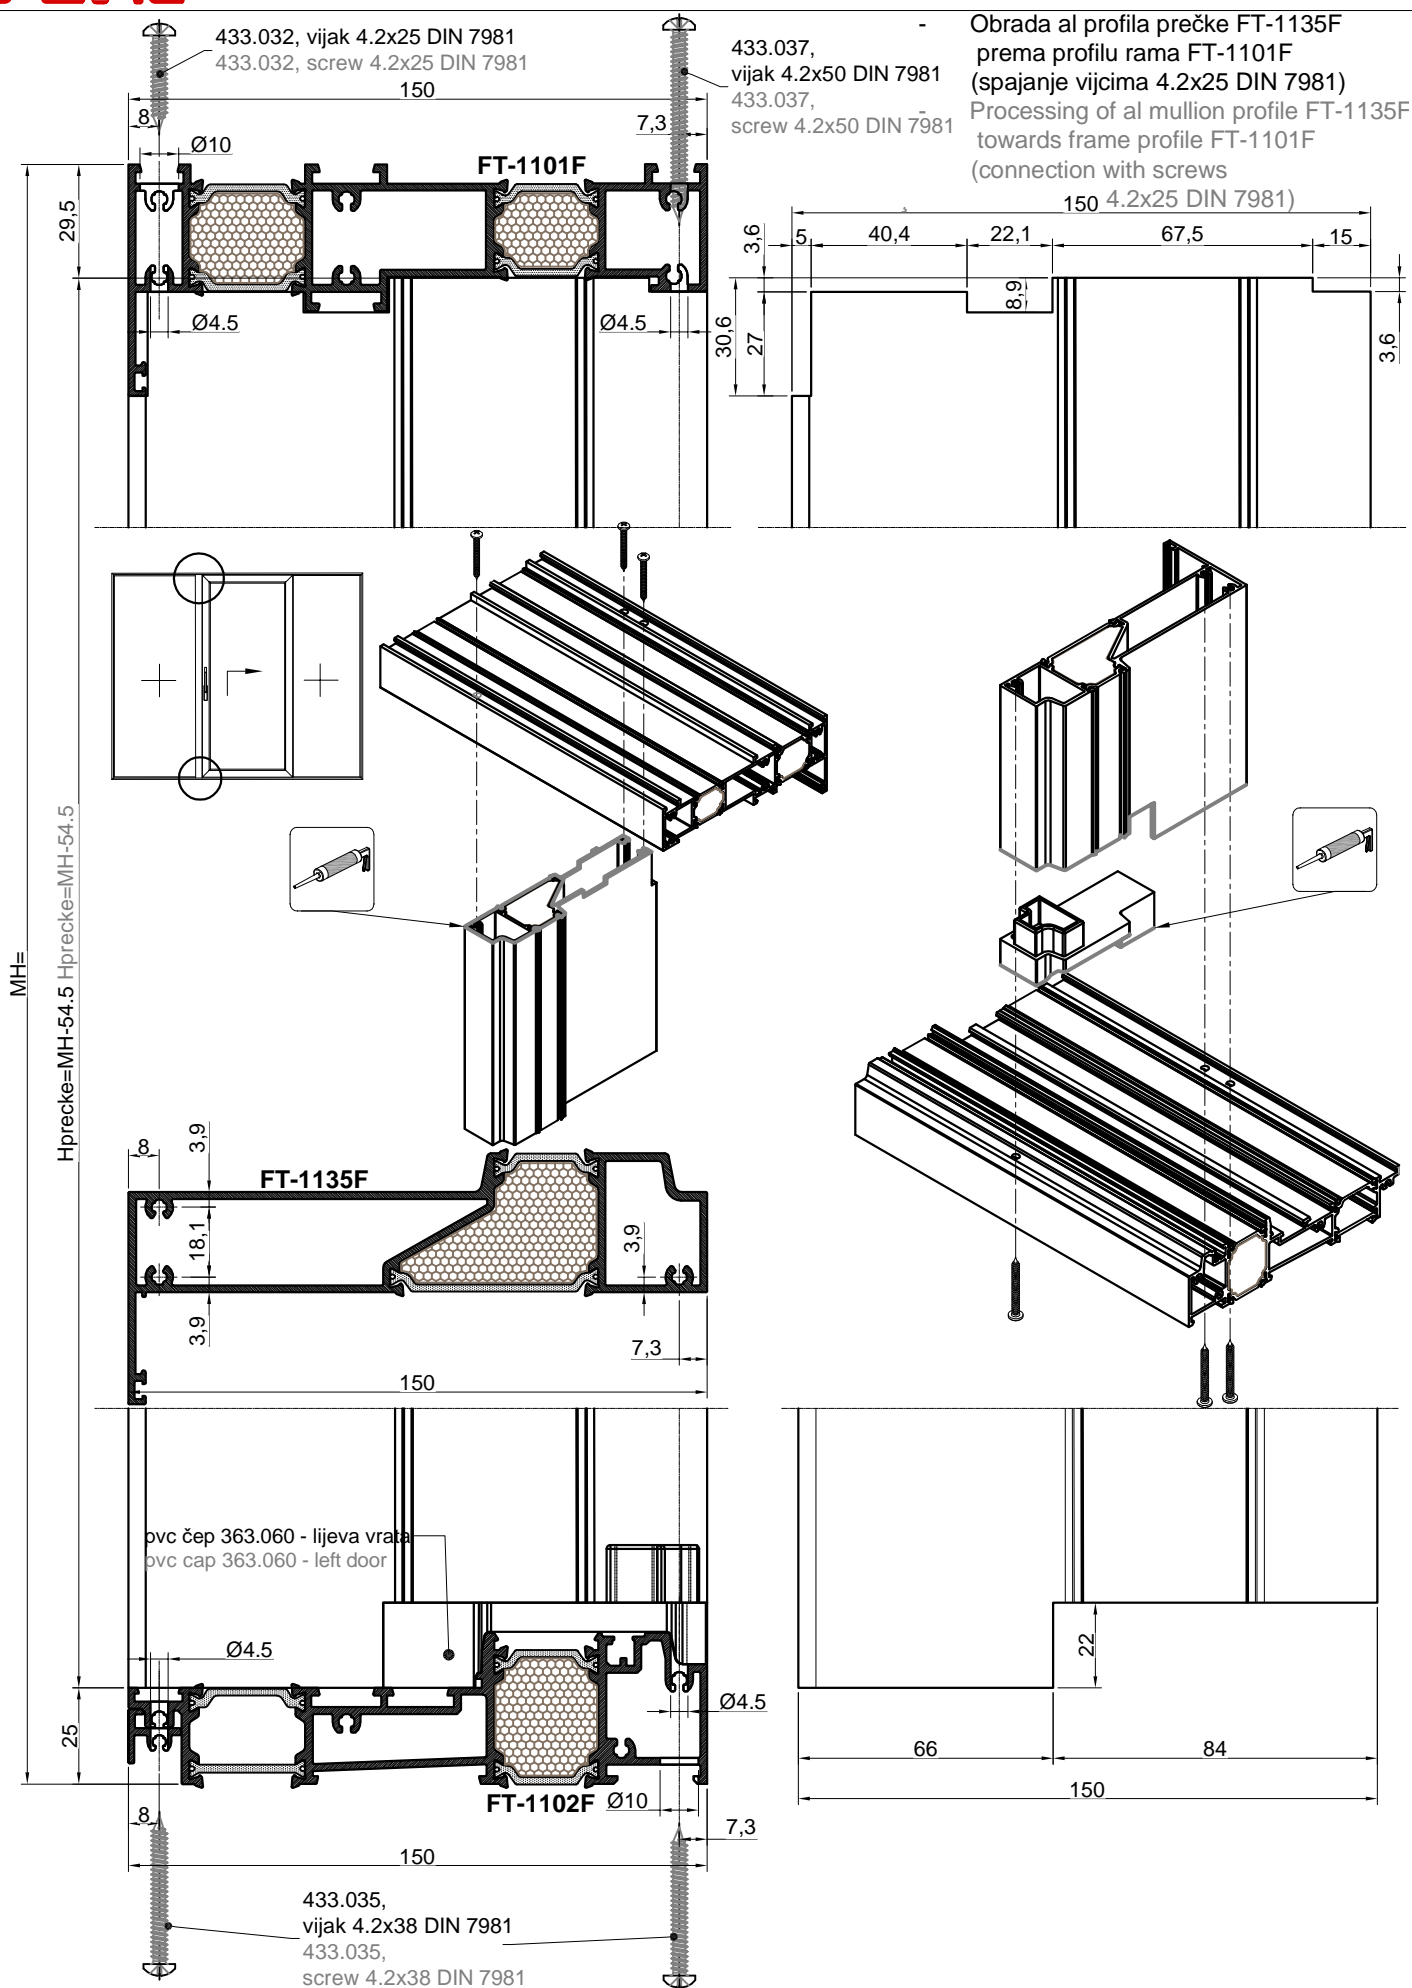 433.032, vijak 4.2x25 DIN 7981
433.032, screw 4.2x25 DIN 7981
433.037,
vijak 4.2x50 DIN 7981
433.037,
screw 4.2x50 DIN 7981
- Obrada al profila prečke FT-1135F
prema profilu rama FT-1101F
(spajanje vijcima 4.2x25 DIN 7981)
- Processing of al mullion profile FT-1135F
towards frame profile FT-1101F
(connection with screws
4.2x25 DIN 7981)
150
8
7,3
Ø10
FT-1101F
29,5
Ø4.5
Ø4.5
150
3,6
5
40,4
22,1
67,5
15
8,9
30,6
27
3,6
MH=
Hprecke=MH-54.5 Hprecke=MH-54.5
8
3,9
FT-1135F
18,1
3,9
3,9
7,3
150
pvc čep 363.060 - lijeva vrata
pvc cap 363.060 - left door
Ø4.5
Ø4.5
25
FT-1102F
Ø10
8
7,3
150
22
66
84
150
433.035,
vijak 4.2x38 DIN 7981
433.035,
screw 4.2x38 DIN 7981